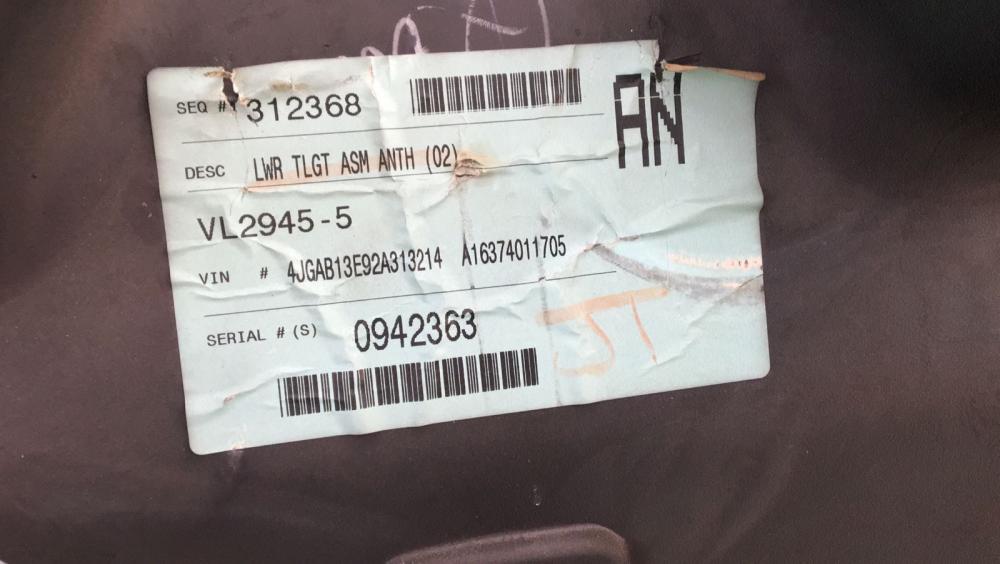 SEQ # 312368
AN
DESC LWR TLGT ASM ANTH (02)
VL2945-5
VIN # 4JGAB13E92A313214 A16374011705
SERIAL # (S) 0942363